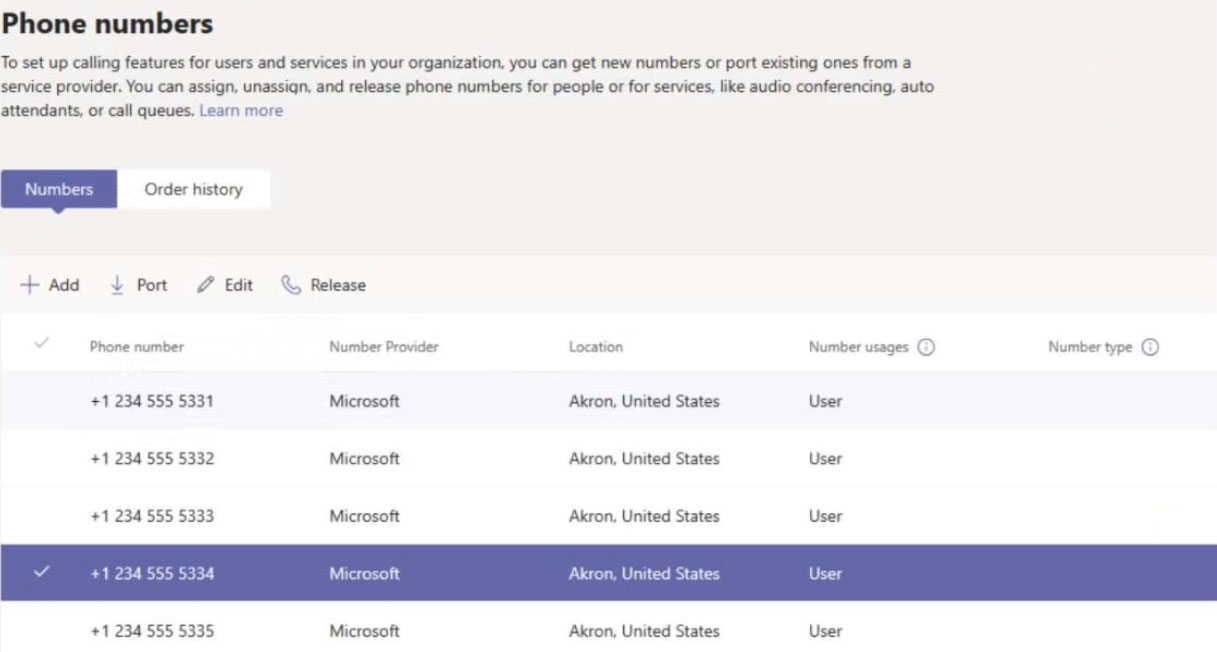 Phone numbers
To set up calling features for users and services in your organization, you can get new numbers or port existing ones from a
service provider. You can assign, unassign, and release phone numbers for people or for services, like audio conferencing, auto
attendants, or call queues. Learn more
Numbers Order history
Add Port Edit Release
Phone number Number Provider Location Number usages Number type
+1 234 555 5331 Microsoft Akron, United States User
+1 234 555 5332 Microsoft Akron, United States User
+1 234 555 5333 Microsoft Akron, United States User
+1 234 555 5334 Microsoft Akron, United States User
+1 234 555 5335 Microsoft Akron, United States User